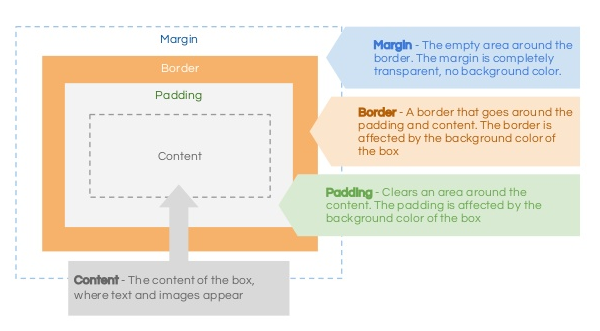 Margin
Border
Padding
Content
Margin - The empty area around the
border. The margin is completely
transparent, no background color.
Border - A border that goes around the
padding and content. The border is
affected by the background color of
the box
Padding - Clears an area around the
content. The padding is affected by the
background color of the box
Content - The content of the box,
where text and images appear